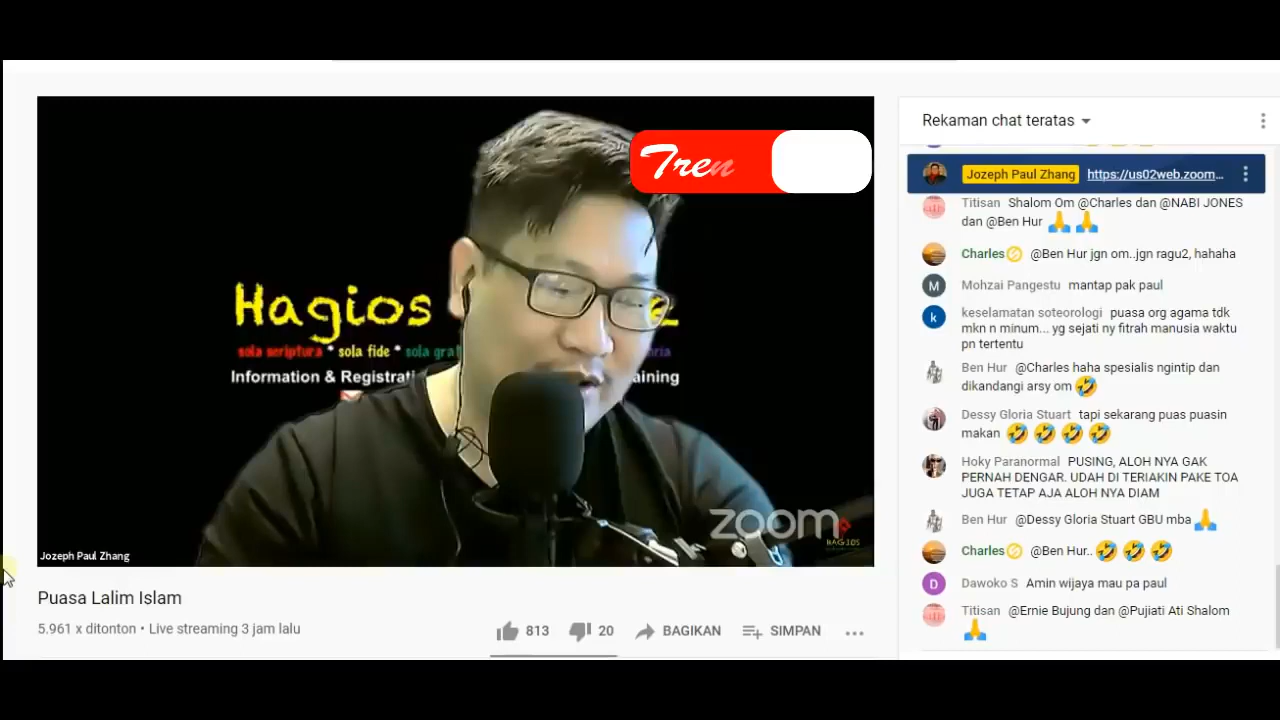 Tren
Hagios
sola scriptura * sola fide * sola grat
Information & Registrati
aining
zoom
HAGIOS
Jozeph Paul Zhang
Puasa Lalim Islam
5.961 x ditonton • Live streaming 3 jam lalu
813
20
BAGIKAN
SIMPAN
Rekaman chat teratas
Jozeph Paul Zhang https://us02web.zoom...
Titisan Shalom Om @Charles dan @NABI JONES
dan @Ben Hur 🙏🙏
Charles @Ben Hur jgn om..jgn ragu2, hahaha
M
Mohzai Pangestu mantap pak paul
k
keselamatan soteorologi puasa org agama tdk
mkn n minum... yg sejati ny fitrah manusia waktu
pn tertentu
Ben Hur @Charles haha spesialis ngintip dan
dikandangi arsy om 🤣
Dessy Gloria Stuart tapi sekarang puas puasin
makan 🤣🤣🤣🤣
Hoky Paranormal PUSING, ALOH NYA GAK
PERNAH DENGAR. UDAH DI TERIAKIN PAKE TOA
JUGA TETAP AJA ALOH NYA DIAM
Ben Hur @Dessy Gloria Stuart GBU mba 🙏
Charles @Ben Hur.. 🤣🤣🤣
D
Dawoko S Amin wijaya mau pa paul
Titisan @Ernie Bujung dan @Pujiati Ati Shalom
🙏